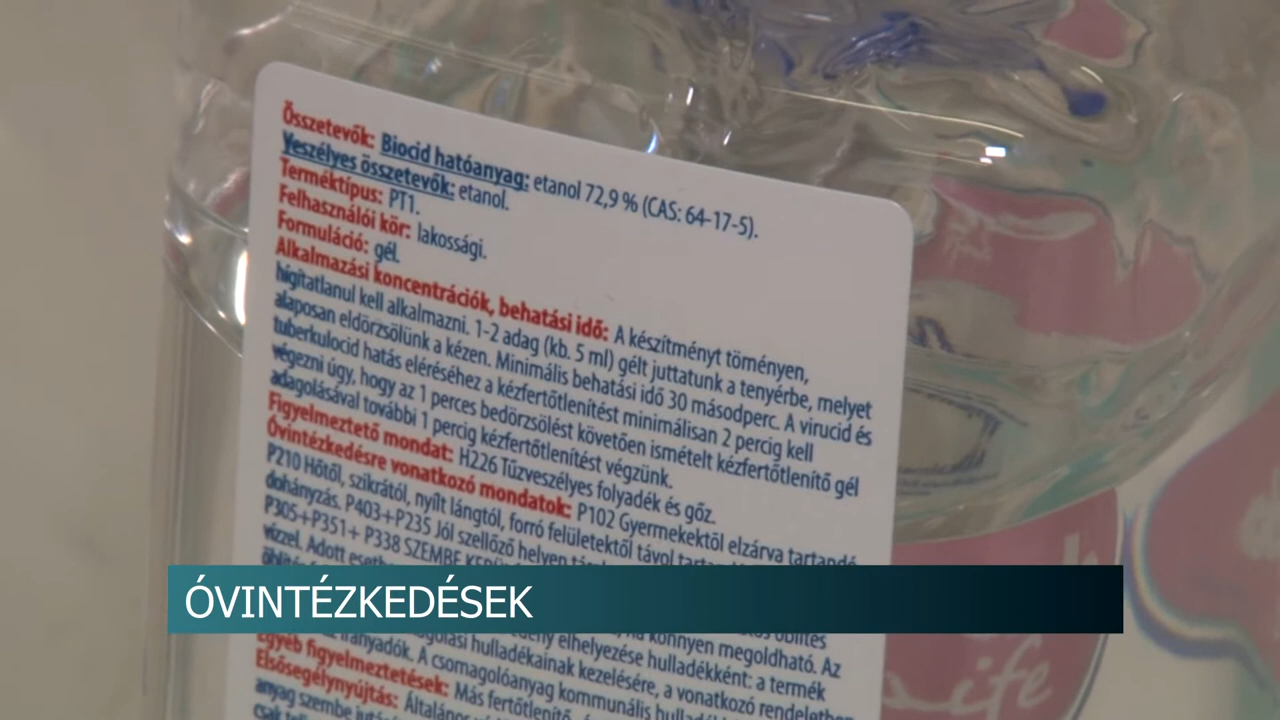 Összetevők: Biocid hatóanyag: etanol 72,9 % (CAS: 64-17-5).
Veszélyes összetevők: etanol.
Terméktípus: PT1.
Felhasználói kör: lakossági.
Formuláció: gél.
Alkalmazási koncentrációk, behatási idő: A készítményt töményen,
hígítatlanul kell alkalmazni. 1-2 adag (kb. 5 ml) gélt juttatunk a tenyérbe, melyet
alaposan eldörzsölünk a kézen. Minimális behatási idő 30 másodperc. A virucid és
tuberkulocid hatás eléréséhez a kézfertőtlenítést minimálisan 2 percig kell
végezni úgy, hogy az 1 perces bedörzsölést követően ismételt kézfertőtlenítő gél
adagolásával további 1 percig kézfertőtlenítést végzünk.
Figyelmeztető mondat: H226 Tűzveszélyes folyadék és gőz.
Óvintézkedésre vonatkozó mondatok: P102 Gyermekektől elzárva tartandó.
P210 Hőtől, szikrától, nyílt lángtól, forró felületektől távol
dohányzás. P403+P235 Jól szellőző helyen
P305+P351+ P338 SZEMBE
vízzel. Adott
ÓVINTÉZKEDÉSEK
öblítés
könnyen megoldható. Az
elhelyezése hulladékként: a termék
hulladékainak kezelésére, a vonatkozó rendeletben
irányadók. A csomagolóanyag kommunális
Egyéb figyelmeztetések: Más fertőtlenítő
Elsősegélynyújtás:
anyag szembe
life